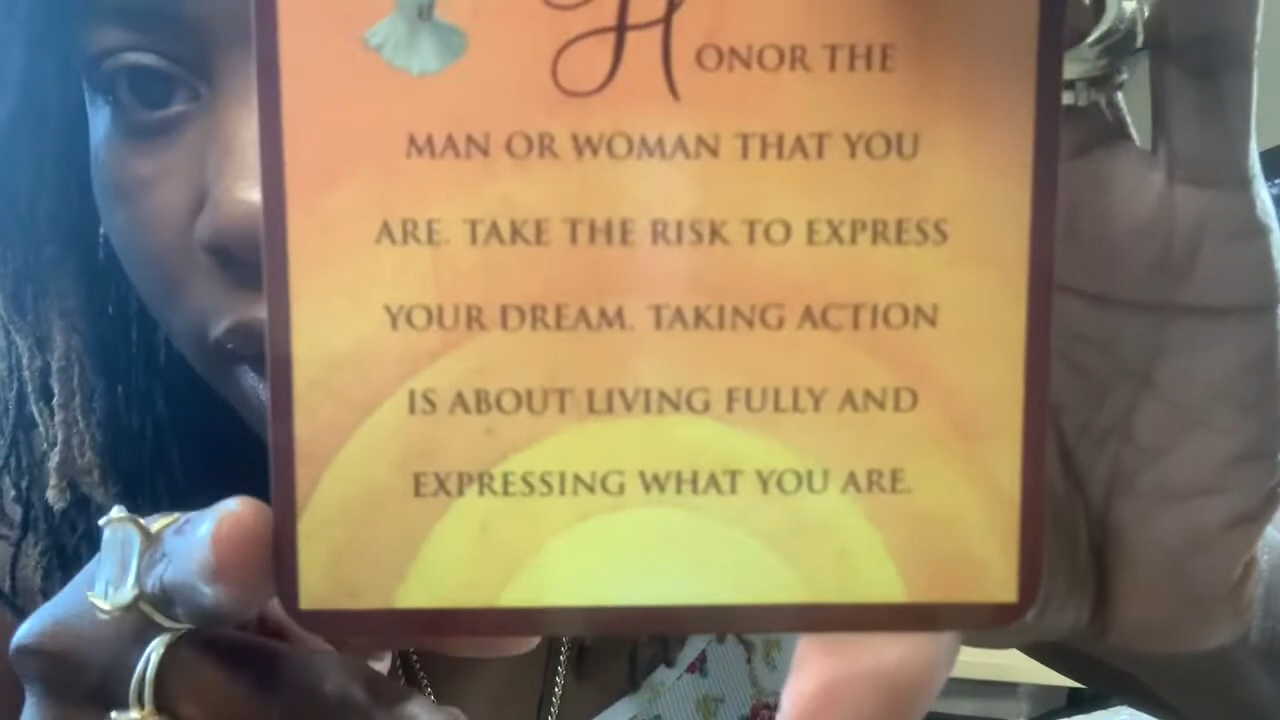 HONOR THE
MAN OR WOMAN THAT YOU
ARE. TAKE THE RISK TO EXPRESS
YOUR DREAM. TAKING ACTION
IS ABOUT LIVING FULLY AND
EXPRESSING WHAT YOU ARE.